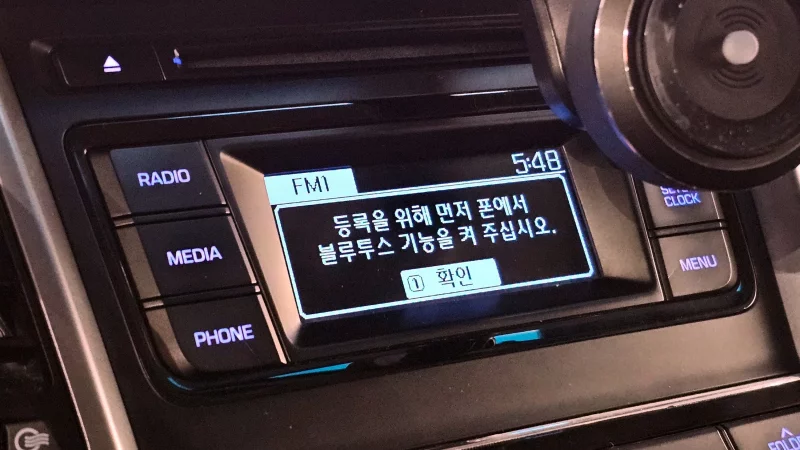 RADIO
MEDIA
PHONE
FM1
5:48
등록을 위해 먼저 폰에서
블루투스 기능을 켜 주십시오.
1 확인
CLOCK
MENU